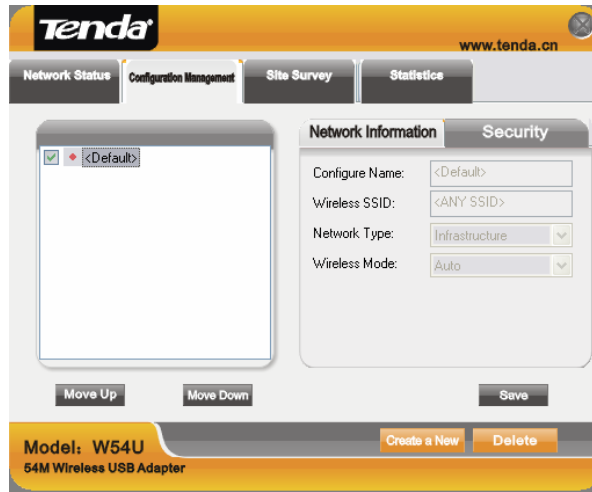 Tenda
www.tenda.cn
Network Status
Configuration Management
Site Survey
Statistics
<Default>
Network Information
Security
Configure Name:
<Default>
Wireless SSID:
<ANY SSID>
Network Type:
Infrastructure
Wireless Mode:
Auto
Move Up
Move Down
Save
Model: W54U
54M Wireless USB Adapter
Create a New
Delete